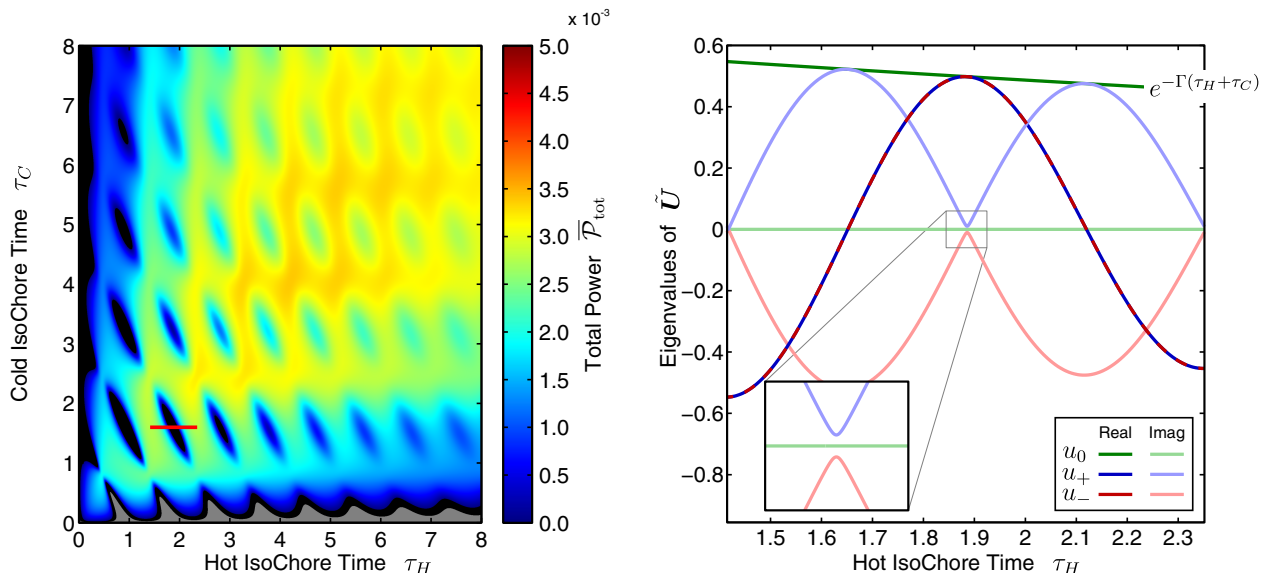 x 10⁻³
8
7
6
5
4
3
2
1
0
Cold IsoChore Time τ_C
0 1 2 3 4 5 6 7 8
Hot IsoChore Time τ_H
5.0
4.5
4.0
3.5
3.0
2.5
2.0
1.5
1.0
0.5
0.0
Total Power 𝒫̅_tot
0.6
0.4
0.2
0
−0.2
−0.4
−0.6
−0.8
Eigenvalues of Ũ
1.5 1.6 1.7 1.8 1.9 2 2.1 2.2 2.3
Hot IsoChore Time τ_H
e^{−Γ(τ_H+τ_C)}
Real Imag
u₀
u₊
u₋